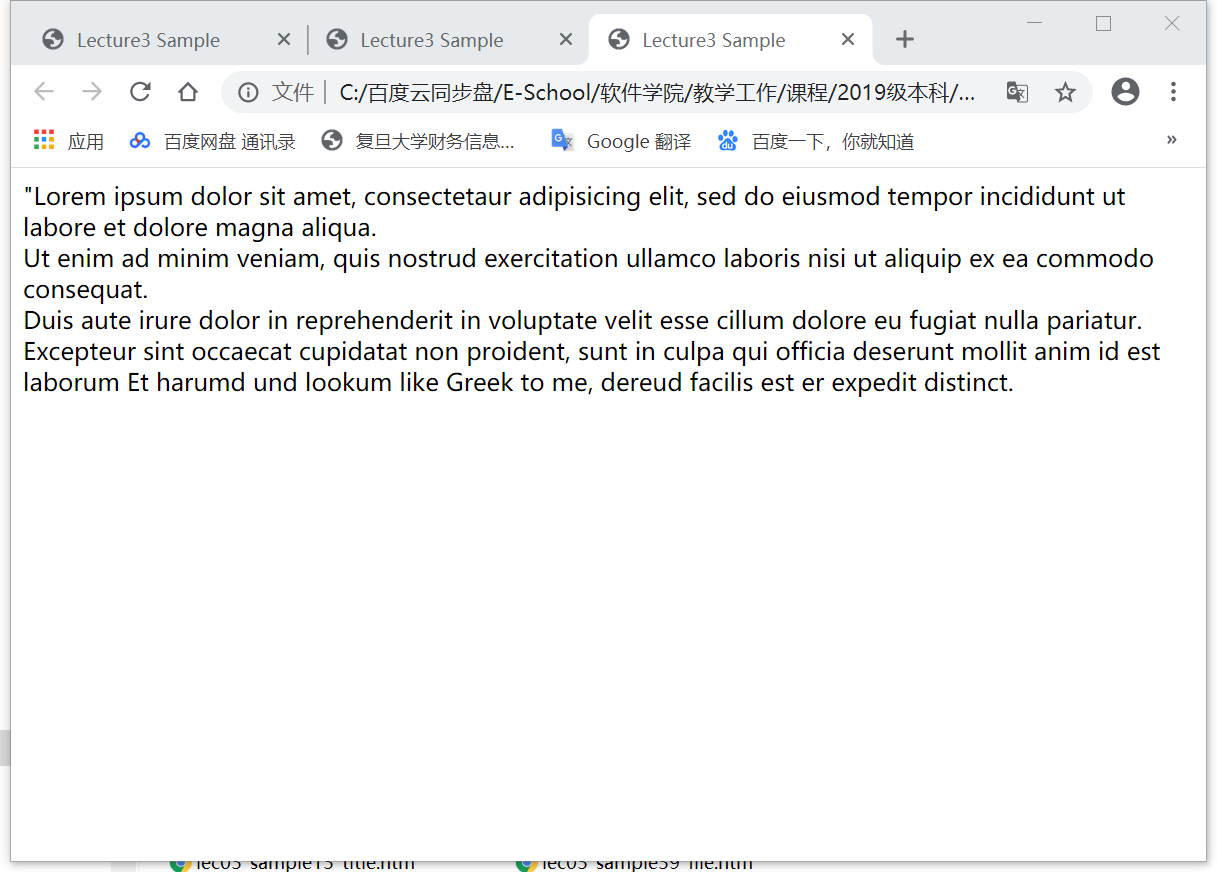 Lecture3 Sample Lecture3 Sample Lecture3 Sample
文件 C:/百度云同步盘/E-School/软件学院/教学工作/课程/2019级本科/...
应用 百度网盘 通讯录 复旦大学财务信息... Google 翻译 百度一下，你就知道 »
"Lorem ipsum dolor sit amet, consectetaur adipisicing elit, sed do eiusmod tempor incididunt ut
labore et dolore magna aliqua.
Ut enim ad minim veniam, quis nostrud exercitation ullamco laboris nisi ut aliquip ex ea commodo
consequat.
Duis aute irure dolor in reprehenderit in voluptate velit esse cillum dolore eu fugiat nulla pariatur.
Excepteur sint occaecat cupidatat non proident, sunt in culpa qui officia deserunt mollit anim id est
laborum Et harumd und lookum like Greek to me, dereud facilis est er expedit distinct.